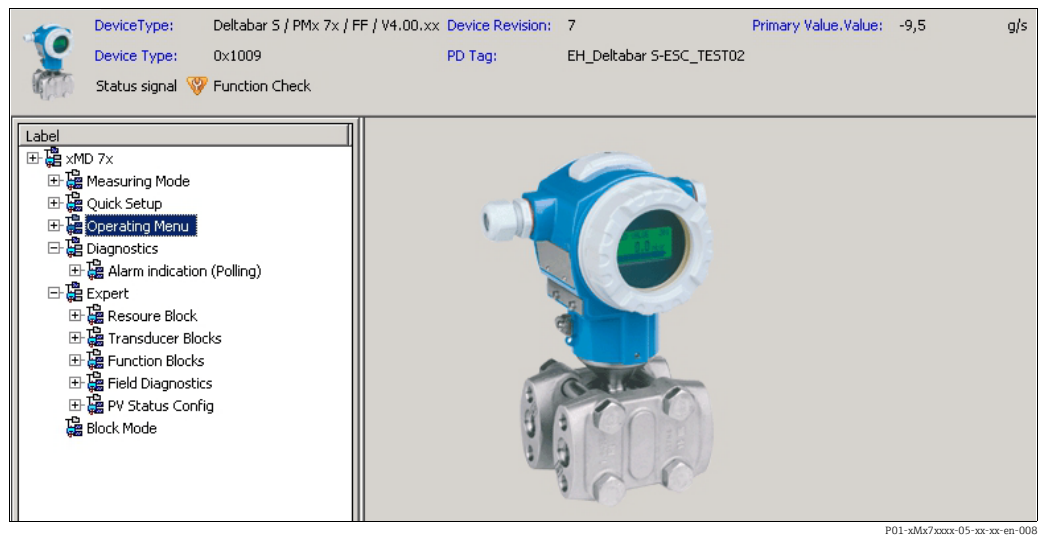 DeviceType: Deltabar S / PMx 7x / FF / V4.00.xx Device Revision: 7 Primary Value.Value: -9,5 g/s
Device Type: 0x1009 PD Tag: EH_Deltabar S-ESC_TEST02
Status signal Function Check
Label
xMD 7x
Measuring Mode
Quick Setup
Operating Menu
Diagnostics
Alarm indication (Polling)
Expert
Resoure Block
Transducer Blocks
Function Blocks
Field Diagnostics
PV Status Config
Block Mode
P01-xMx7xxxx-05-xx-xx-en-008